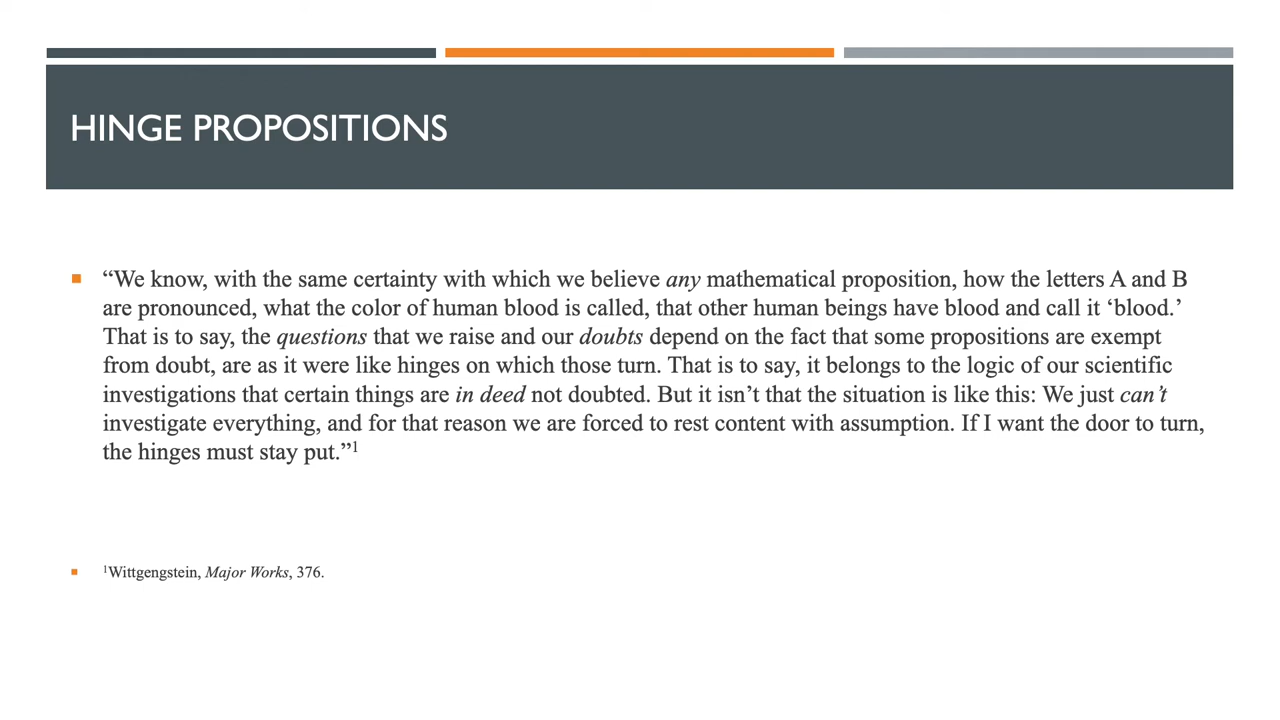 HINGE PROPOSITIONS
“We know, with the same certainty with which we believe any mathematical proposition, how the letters A and B
are pronounced, what the color of human blood is called, that other human beings have blood and call it ‘blood.’
That is to say, the questions that we raise and our doubts depend on the fact that some propositions are exempt
from doubt, are as it were like hinges on which those turn. That is to say, it belongs to the logic of our scientific
investigations that certain things are in deed not doubted. But it isn’t that the situation is like this: We just can’t
investigate everything, and for that reason we are forced to rest content with assumption. If I want the door to turn,
the hinges must stay put.”1
1Wittgengstein, Major Works, 376.